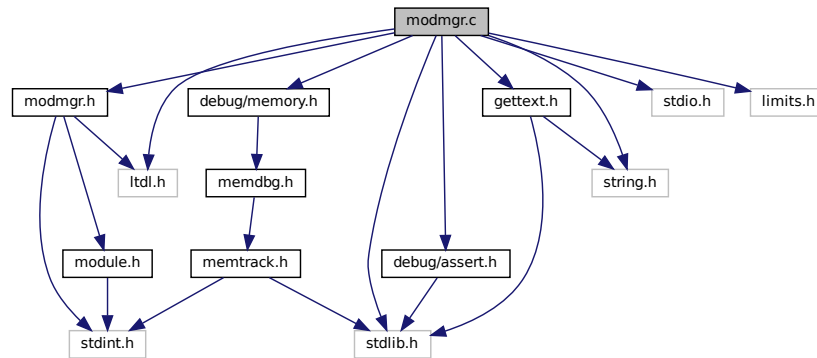 modmgr.c
modmgr.h
debug/memory.h
gettext.h
stdio.h
limits.h
ltdl.h
memdbg.h
string.h
module.h
memtrack.h
debug/assert.h
stdint.h
stdlib.h